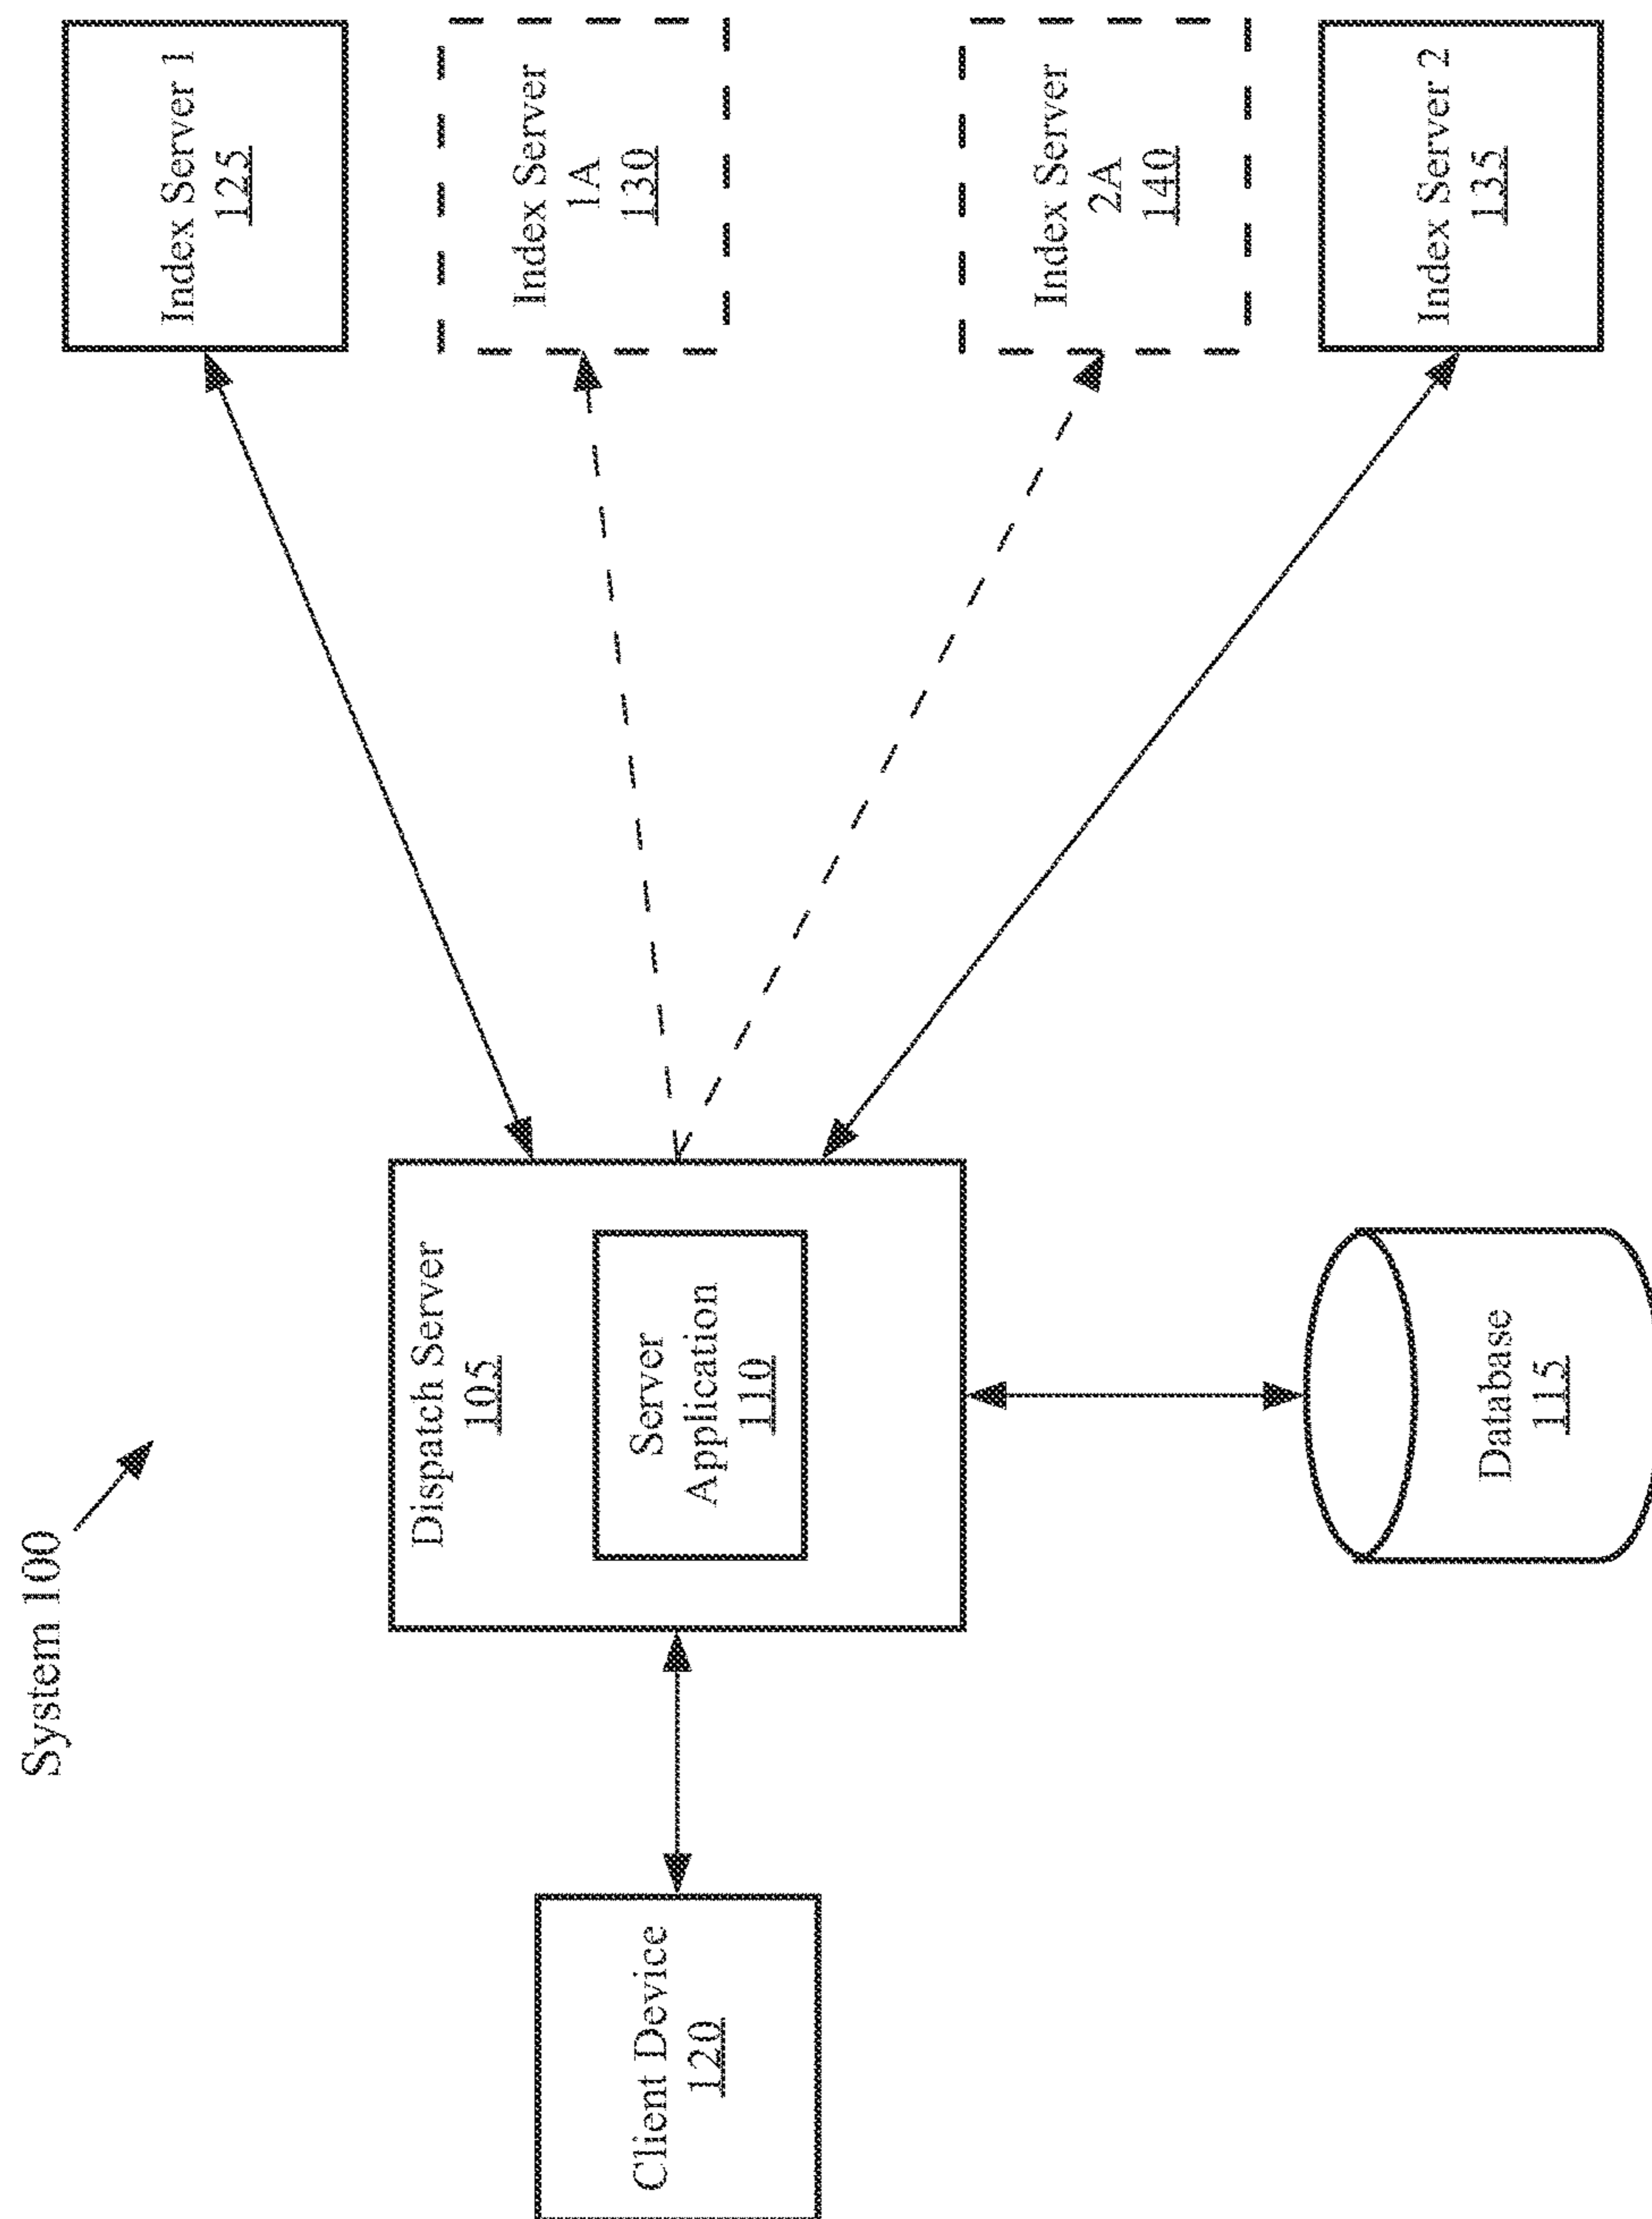 System 100
Client Device
120
Dispatch Server
105
Server
Application
110
Database
115
Index Server 1
125
Index Server
1A
130
Index Server
2A
140
Index Server 2
135